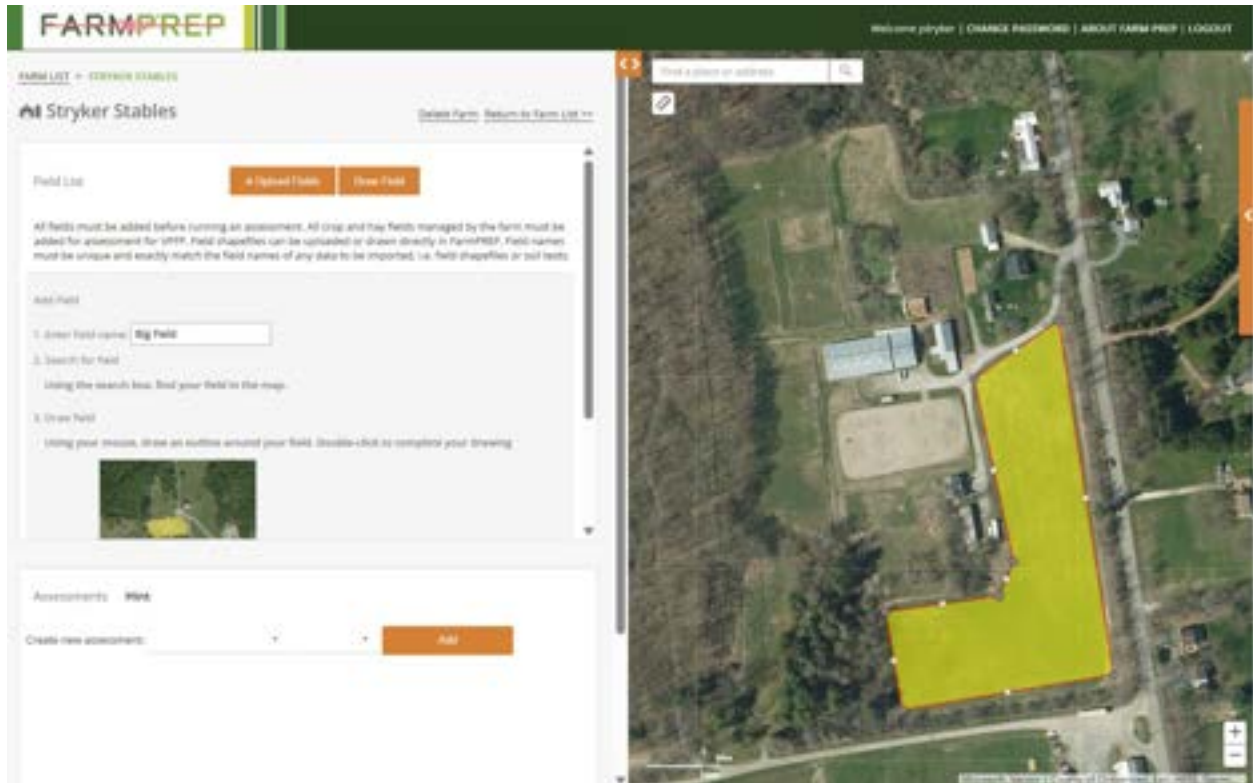 FARMPREP
Welcome pstryker | CHANGE PASSWORD | ABOUT FARM PREP | LOGOUT
FARM LIST > STRYKER STABLES
Stryker Stables
Delete Farm Return to Farm List >>
Find a place or address
Field List
+ Upload Fields
Draw Field
All fields must be added before running an assessment. All crop and hay fields managed by the farm must be
added for assessment for VPFP. Field shapefiles can be uploaded or drawn directly in FarmPREP. Field names
must be unique and exactly match the field names of any data to be imported, i.e. field shapefiles or soil tests.
Add Field
1. Enter field name: Big Field
2. Search for field
Using the search box, find your field in the map.
3. Draw field
Using your mouse, draw an outline around your field. Double-click to complete your drawing
Assessments Hint
Create new assessment:
Add